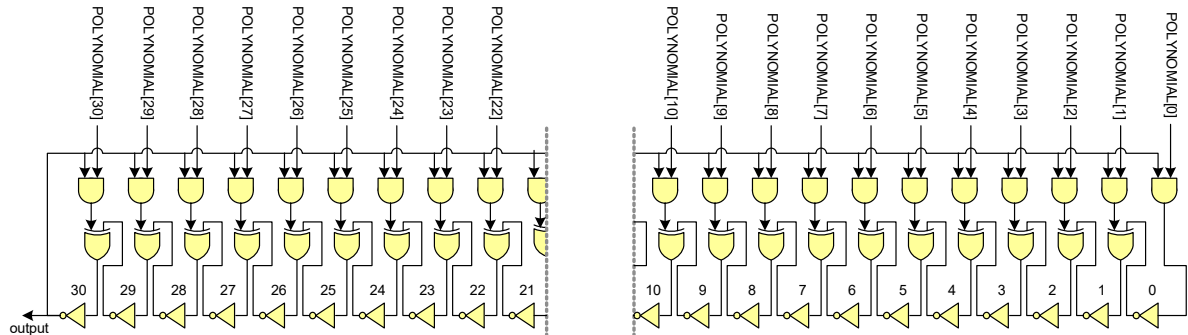 POLYNOMIAL[30]
POLYNOMIAL[29]
POLYNOMIAL[28]
POLYNOMIAL[27]
POLYNOMIAL[26]
POLYNOMIAL[25]
POLYNOMIAL[24]
POLYNOMIAL[23]
POLYNOMIAL[22]
POLYNOMIAL[10]
POLYNOMIAL[9]
POLYNOMIAL[8]
POLYNOMIAL[7]
POLYNOMIAL[6]
POLYNOMIAL[5]
POLYNOMIAL[4]
POLYNOMIAL[3]
POLYNOMIAL[2]
POLYNOMIAL[1]
POLYNOMIAL[0]
30 29 28 27 26 25 24 23 22 21 10 9 8 7 6 5 4 3 2 1 0
output